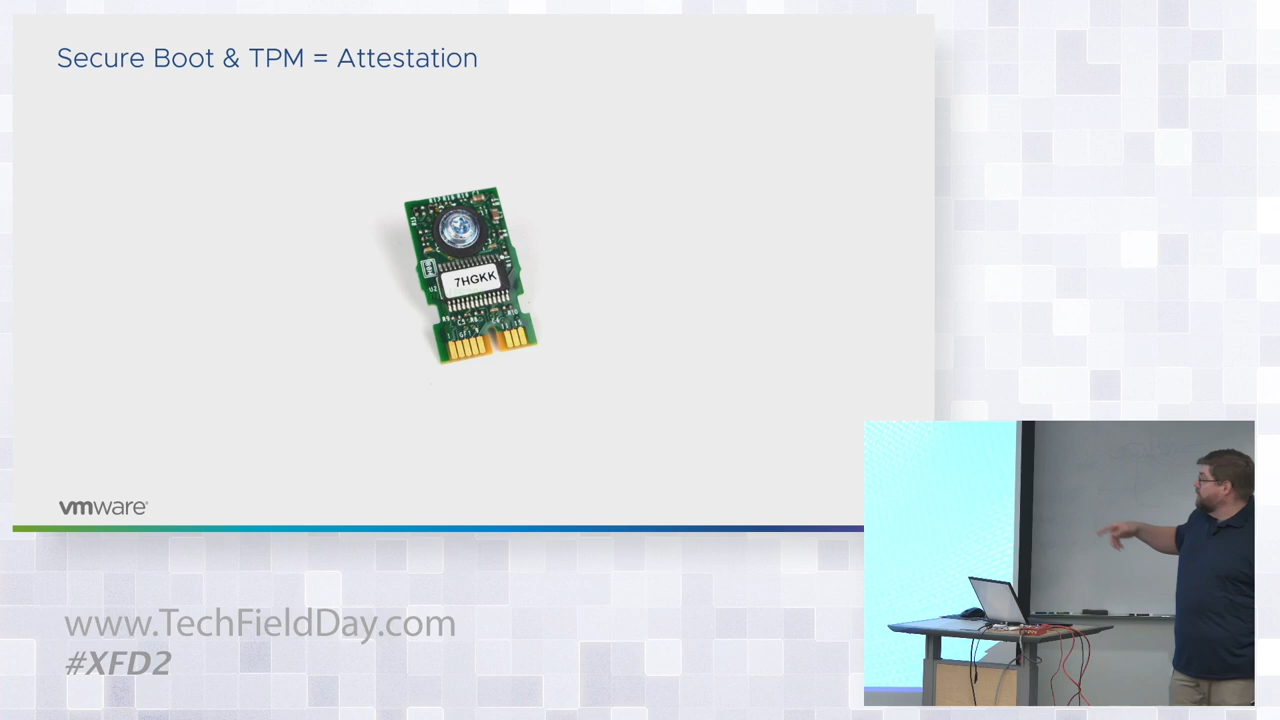 Secure Boot & TPM = Attestation
7HGKK
vmware®
www.TechFieldDay.com
#XFD2